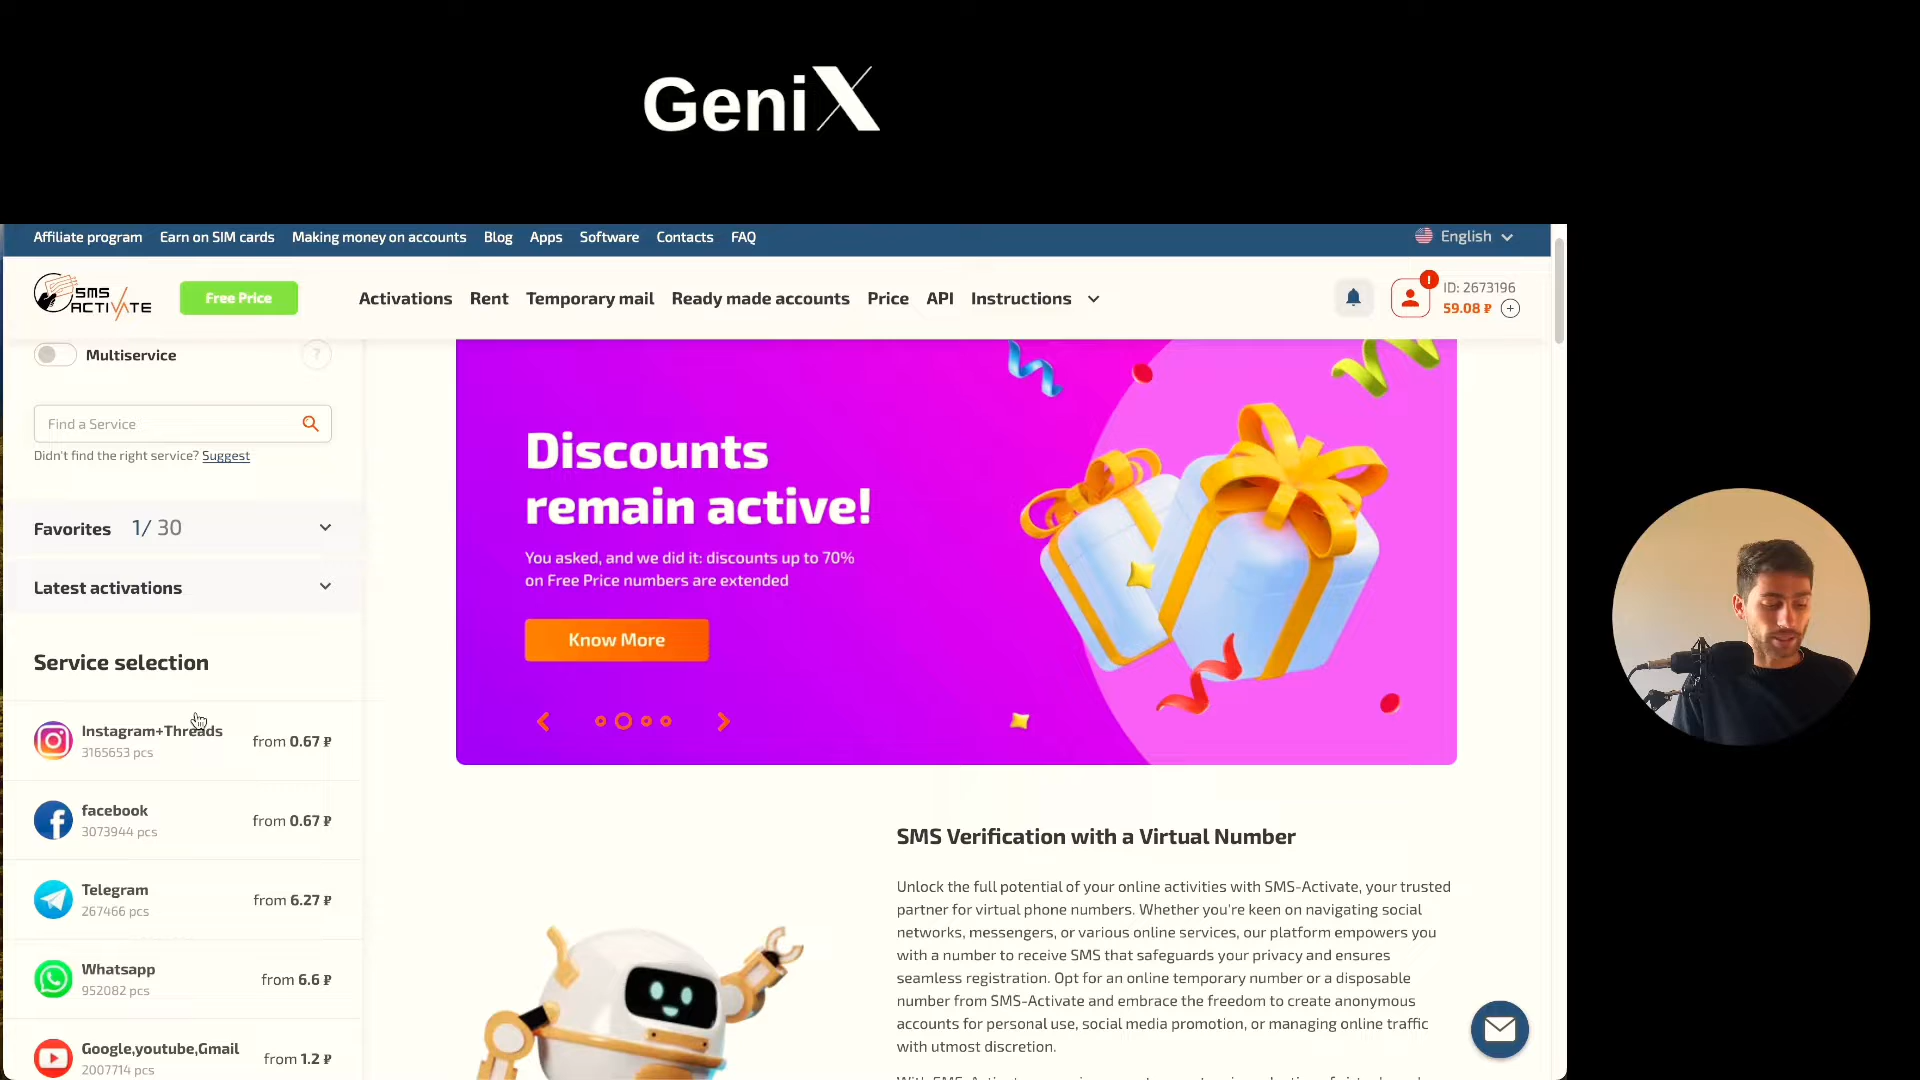 GeniX
Affiliate program Earn on SIM cards Making money on accounts Blog Apps Software Contacts FAQ
English
SMS ACTIVATE
Free Price
Activations Rent Temporary mail Ready made accounts Price API Instructions
!
ID: 2673196
59.08 ₽ +
Multiservice ?
Find a Service
Didn't find the right service? Suggest
Favorites 1/ 30
Latest activations
Service selection
Instagram+Threads
3165653 pcs
from 0.67 ₽
facebook
3073944 pcs
from 0.67 ₽
Telegram
267466 pcs
from 6.27 ₽
Whatsapp
952082 pcs
from 6.6 ₽
Google,youtube,Gmail
2007714 pcs
from 1.2 ₽
Discounts
remain active!
You asked, and we did it: discounts up to 70%
on Free Price numbers are extended
Know More
SMS Verification with a Virtual Number
Unlock the full potential of your online activities with SMS-Activate, your trusted
partner for virtual phone numbers. Whether you're keen on navigating social
networks, messengers, or various online services, our platform empowers you
with a number to receive SMS that safeguards your privacy and ensures
seamless registration. Opt for an online temporary number or a disposable
number from SMS-Activate and embrace the freedom to create anonymous
accounts for personal use, social media promotion, or managing online traffic
with utmost discretion.